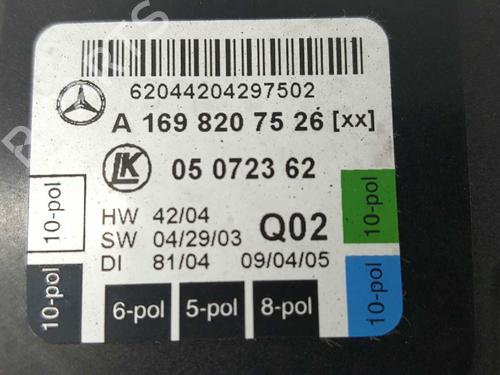 62044204297502
A 169 820 75 26 [xx]
LK 05 0723 62
HW 42/04
SW 04/29/03
DI 81/04 09/04/05
Q02
10-pol
10-pol
10-pol
10-pol
6-pol 5-pol 8-pol